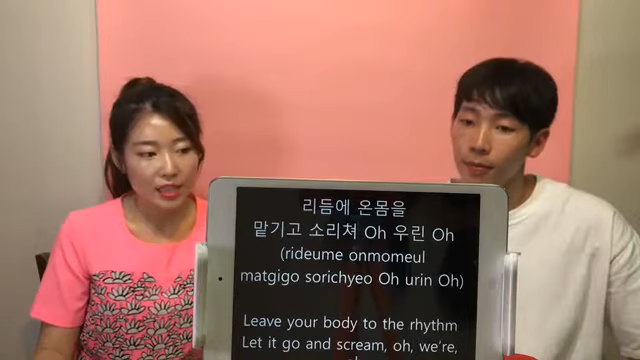 리듬에 온몸을
맡기고 소리쳐 Oh 우린 Oh
(rideume onmomeul
matgigo sorichyeo Oh urin Oh)
Leave your body to the rhythm
Let it go and scream, oh, we're,